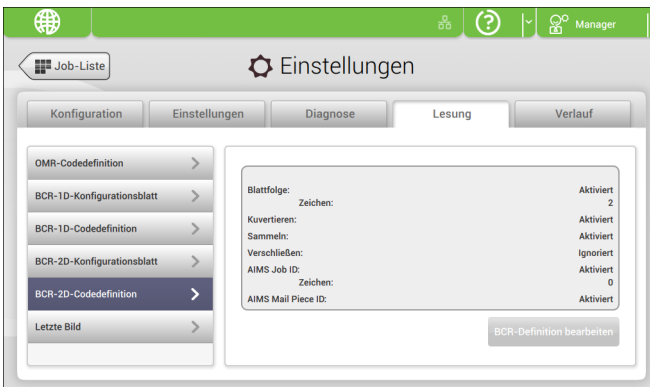 Manager
Job-Liste
Einstellungen
Konfiguration
Einstellungen
Diagnose
Lesung
Verlauf
OMR-Codedefinition
BCR-1D-Konfigurationsblatt
BCR-1D-Codedefinition
BCR-2D-Konfigurationsblatt
BCR-2D-Codedefinition
Letzte Bild
Blattfolge: Aktiviert
Zeichen: 2
Kuvertieren: Aktiviert
Sammeln: Aktiviert
Verschließen: Ignoriert
AIMS Job ID: Aktiviert
Zeichen: 0
AIMS Mail Piece ID: Aktiviert
BCR-Definition bearbeiten